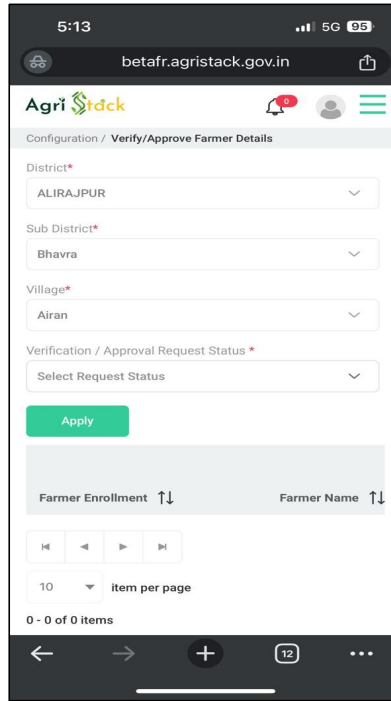 5:13
5G 95
betafr.agristack.gov.in
Agri Stack
0
Configuration / Verify/Approve Farmer Details
District*
ALIRAJPUR
Sub District*
Bhavra
Village*
Airan
Verification / Approval Request Status *
Select Request Status
Apply
Farmer Enrollment Farmer Name
10 item per page
0 - 0 of 0 items
12